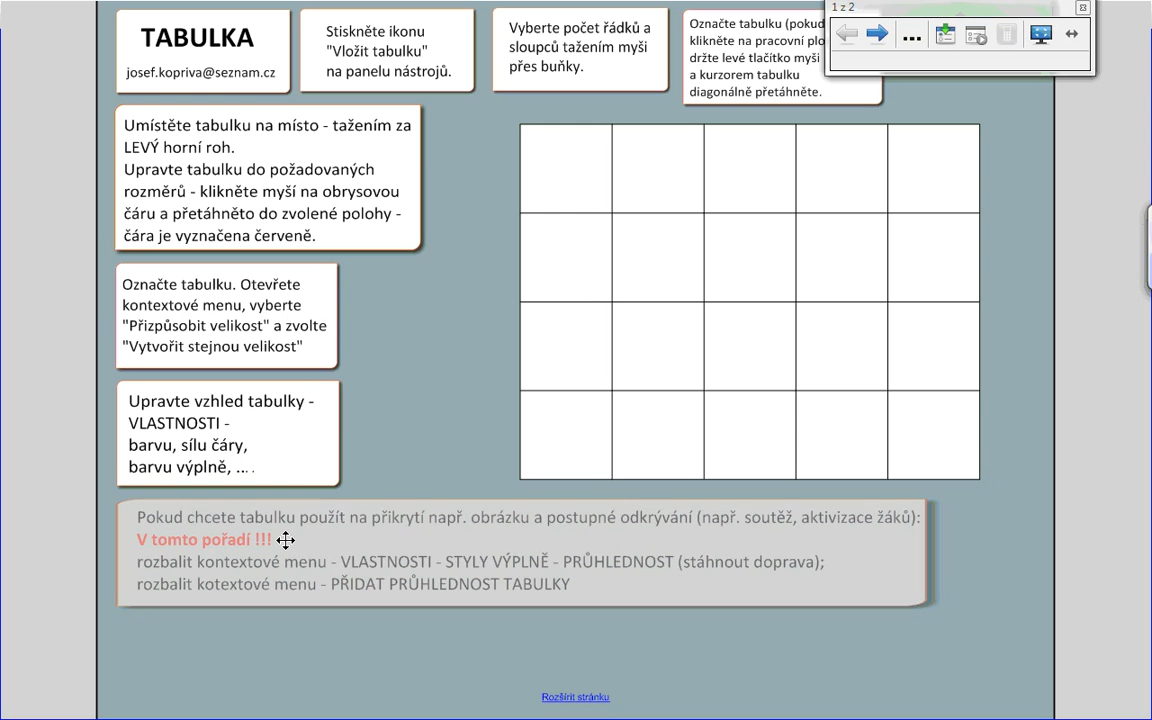 TABULKA
josef.kopriva@seznam.cz
Stiskněte ikonu
"Vložit tabulku"
na panelu nástrojů.
Vyberte počet řádků a
sloupců tažením myši
přes buňky.
Označte tabulku (pokud
klikněte na pracovní plo
držte levé tlačítko myši
a kurzorem tabulku
diagonálně přetáhněte.
1 z 2
Umístěte tabulku na místo - tažením za
LEVÝ horní roh.
Upravte tabulku do požadovaných
rozměrů - klikněte myší na obrysovou
čáru a přetáhněto do zvolené polohy -
čára je vyznačena červeně.
Označte tabulku. Otevřete
kontextové menu, vyberte
"Přizpůsobit velikost" a zvolte
"Vytvořit stejnou velikost"
Upravte vzhled tabulky -
VLASTNOSTI -
barvu, sílu čáry,
barvu výplně, ....
Pokud chcete tabulku použít na přikrytí např. obrázku a postupné odkrývání (např. soutěž, aktivizace žáků):
V tomto pořadí !!!
rozbalit kontextové menu - VLASTNOSTI - STYLY VÝPLNĚ - PRŮHLEDNOST (stáhnout doprava);
rozbalit kotextové menu - PŘIDAT PRŮHLEDNOST TABULKY
Rozšířit stránku